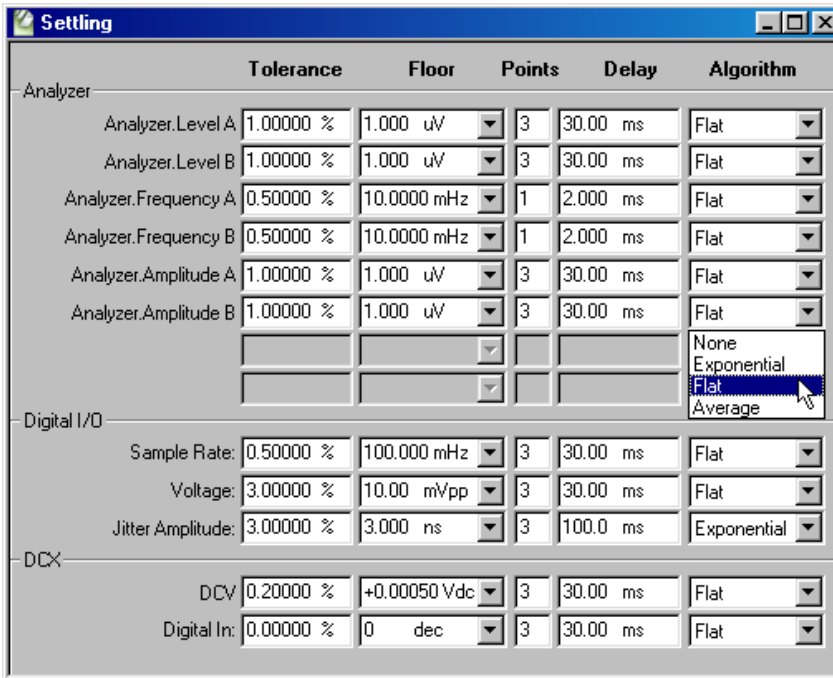 Settling
Tolerance Floor Points Delay Algorithm
Analyzer
Analyzer.Level A 1.00000 % 1.000 uV 3 30.00 ms Flat
Analyzer.Level B 1.00000 % 1.000 uV 3 30.00 ms Flat
Analyzer.Frequency A 0.50000 % 10.0000 mHz 1 2.000 ms Flat
Analyzer.Frequency B 0.50000 % 10.0000 mHz 1 2.000 ms Flat
Analyzer.Amplitude A 1.00000 % 1.000 uV 3 30.00 ms Flat
Analyzer.Amplitude B 1.00000 % 1.000 uV 3 30.00 ms Flat
None
Exponential
Flat
Average
Digital I/O
Sample Rate: 0.50000 % 100.000 mHz 3 30.00 ms Flat
Voltage: 3.00000 % 10.00 mVpp 3 30.00 ms Flat
Jitter Amplitude: 3.00000 % 3.000 ns 3 100.0 ms Exponential
DCX
DCV 0.20000 % +0.00050 Vdc 3 30.00 ms Flat
Digital In: 0.00000 % 0 dec 3 30.00 ms Flat